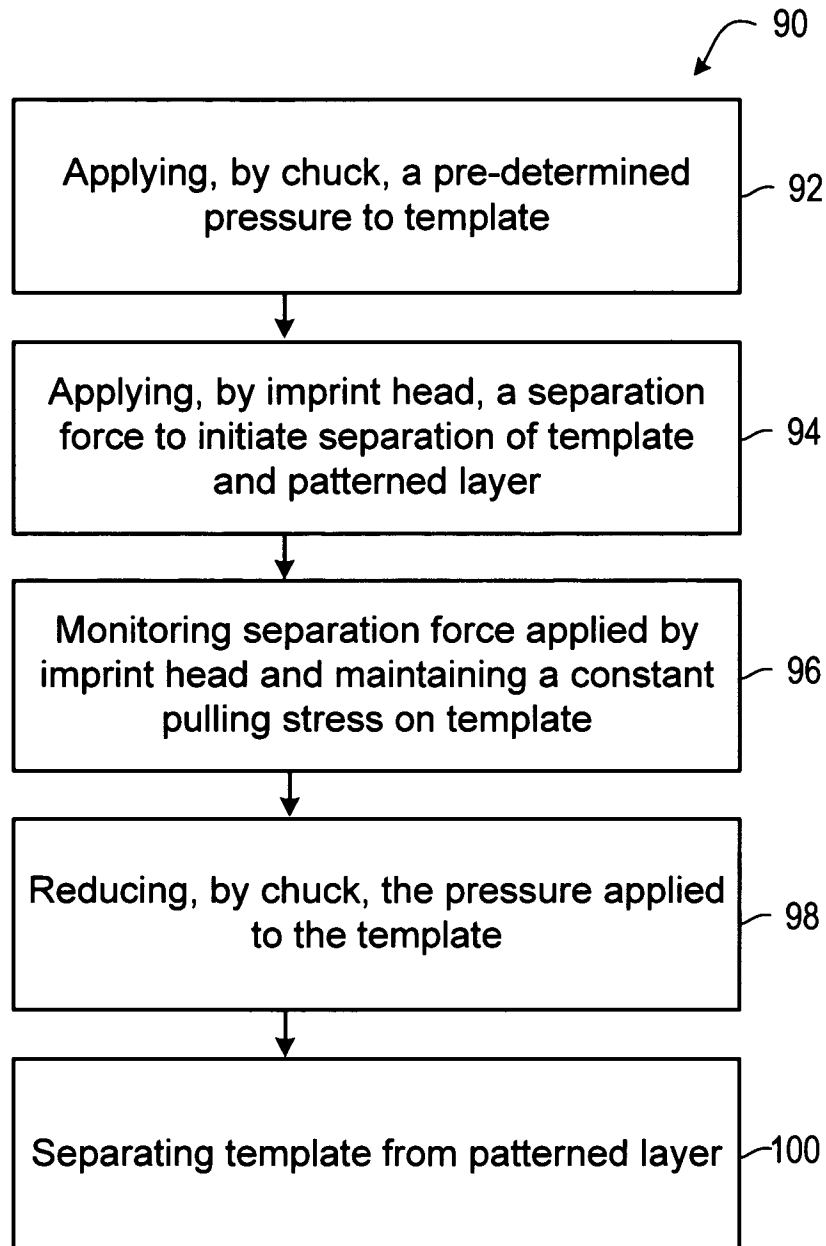 90
Applying, by chuck, a pre-determined
pressure to template
92
Applying, by imprint head, a separation
force to initiate separation of template
and patterned layer
94
Monitoring separation force applied by
imprint head and maintaining a constant
pulling stress on template
96
Reducing, by chuck, the pressure applied
to the template
98
Separating template from patterned layer
100